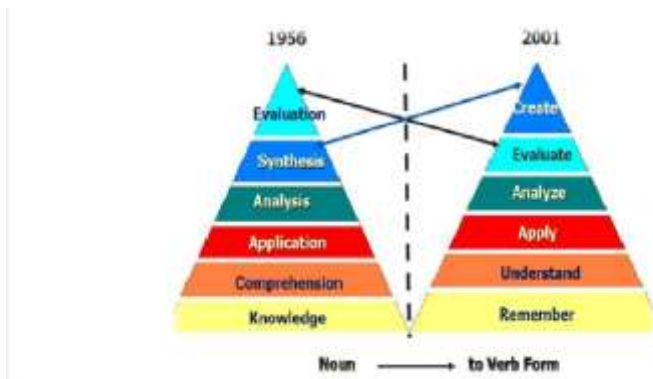 1956
2001
Evaluation
Synthesis
Analysis
Application
Comprehension
Knowledge
Create
Evaluate
Analyze
Apply
Understand
Remember
Noun to Verb Form